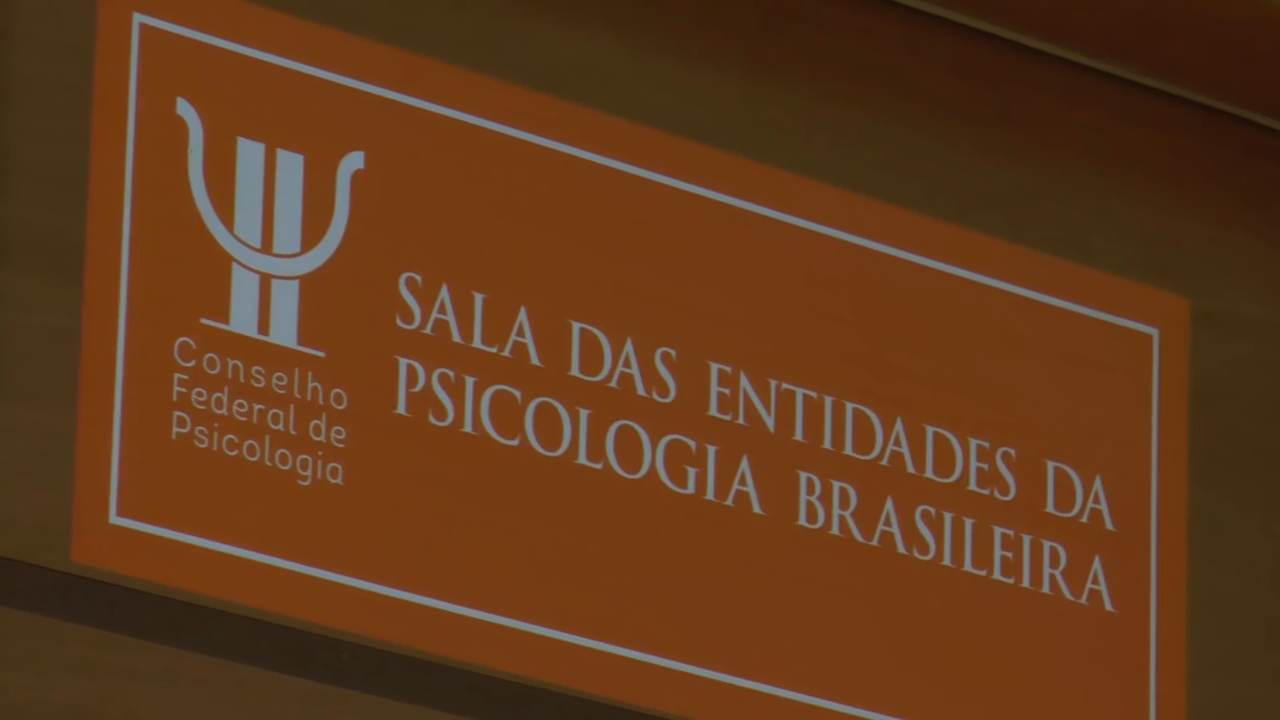 Conselho
Federal de
Psicologia
SALA DAS ENTIDADES DA
PSICOLOGIA BRASILEIRA